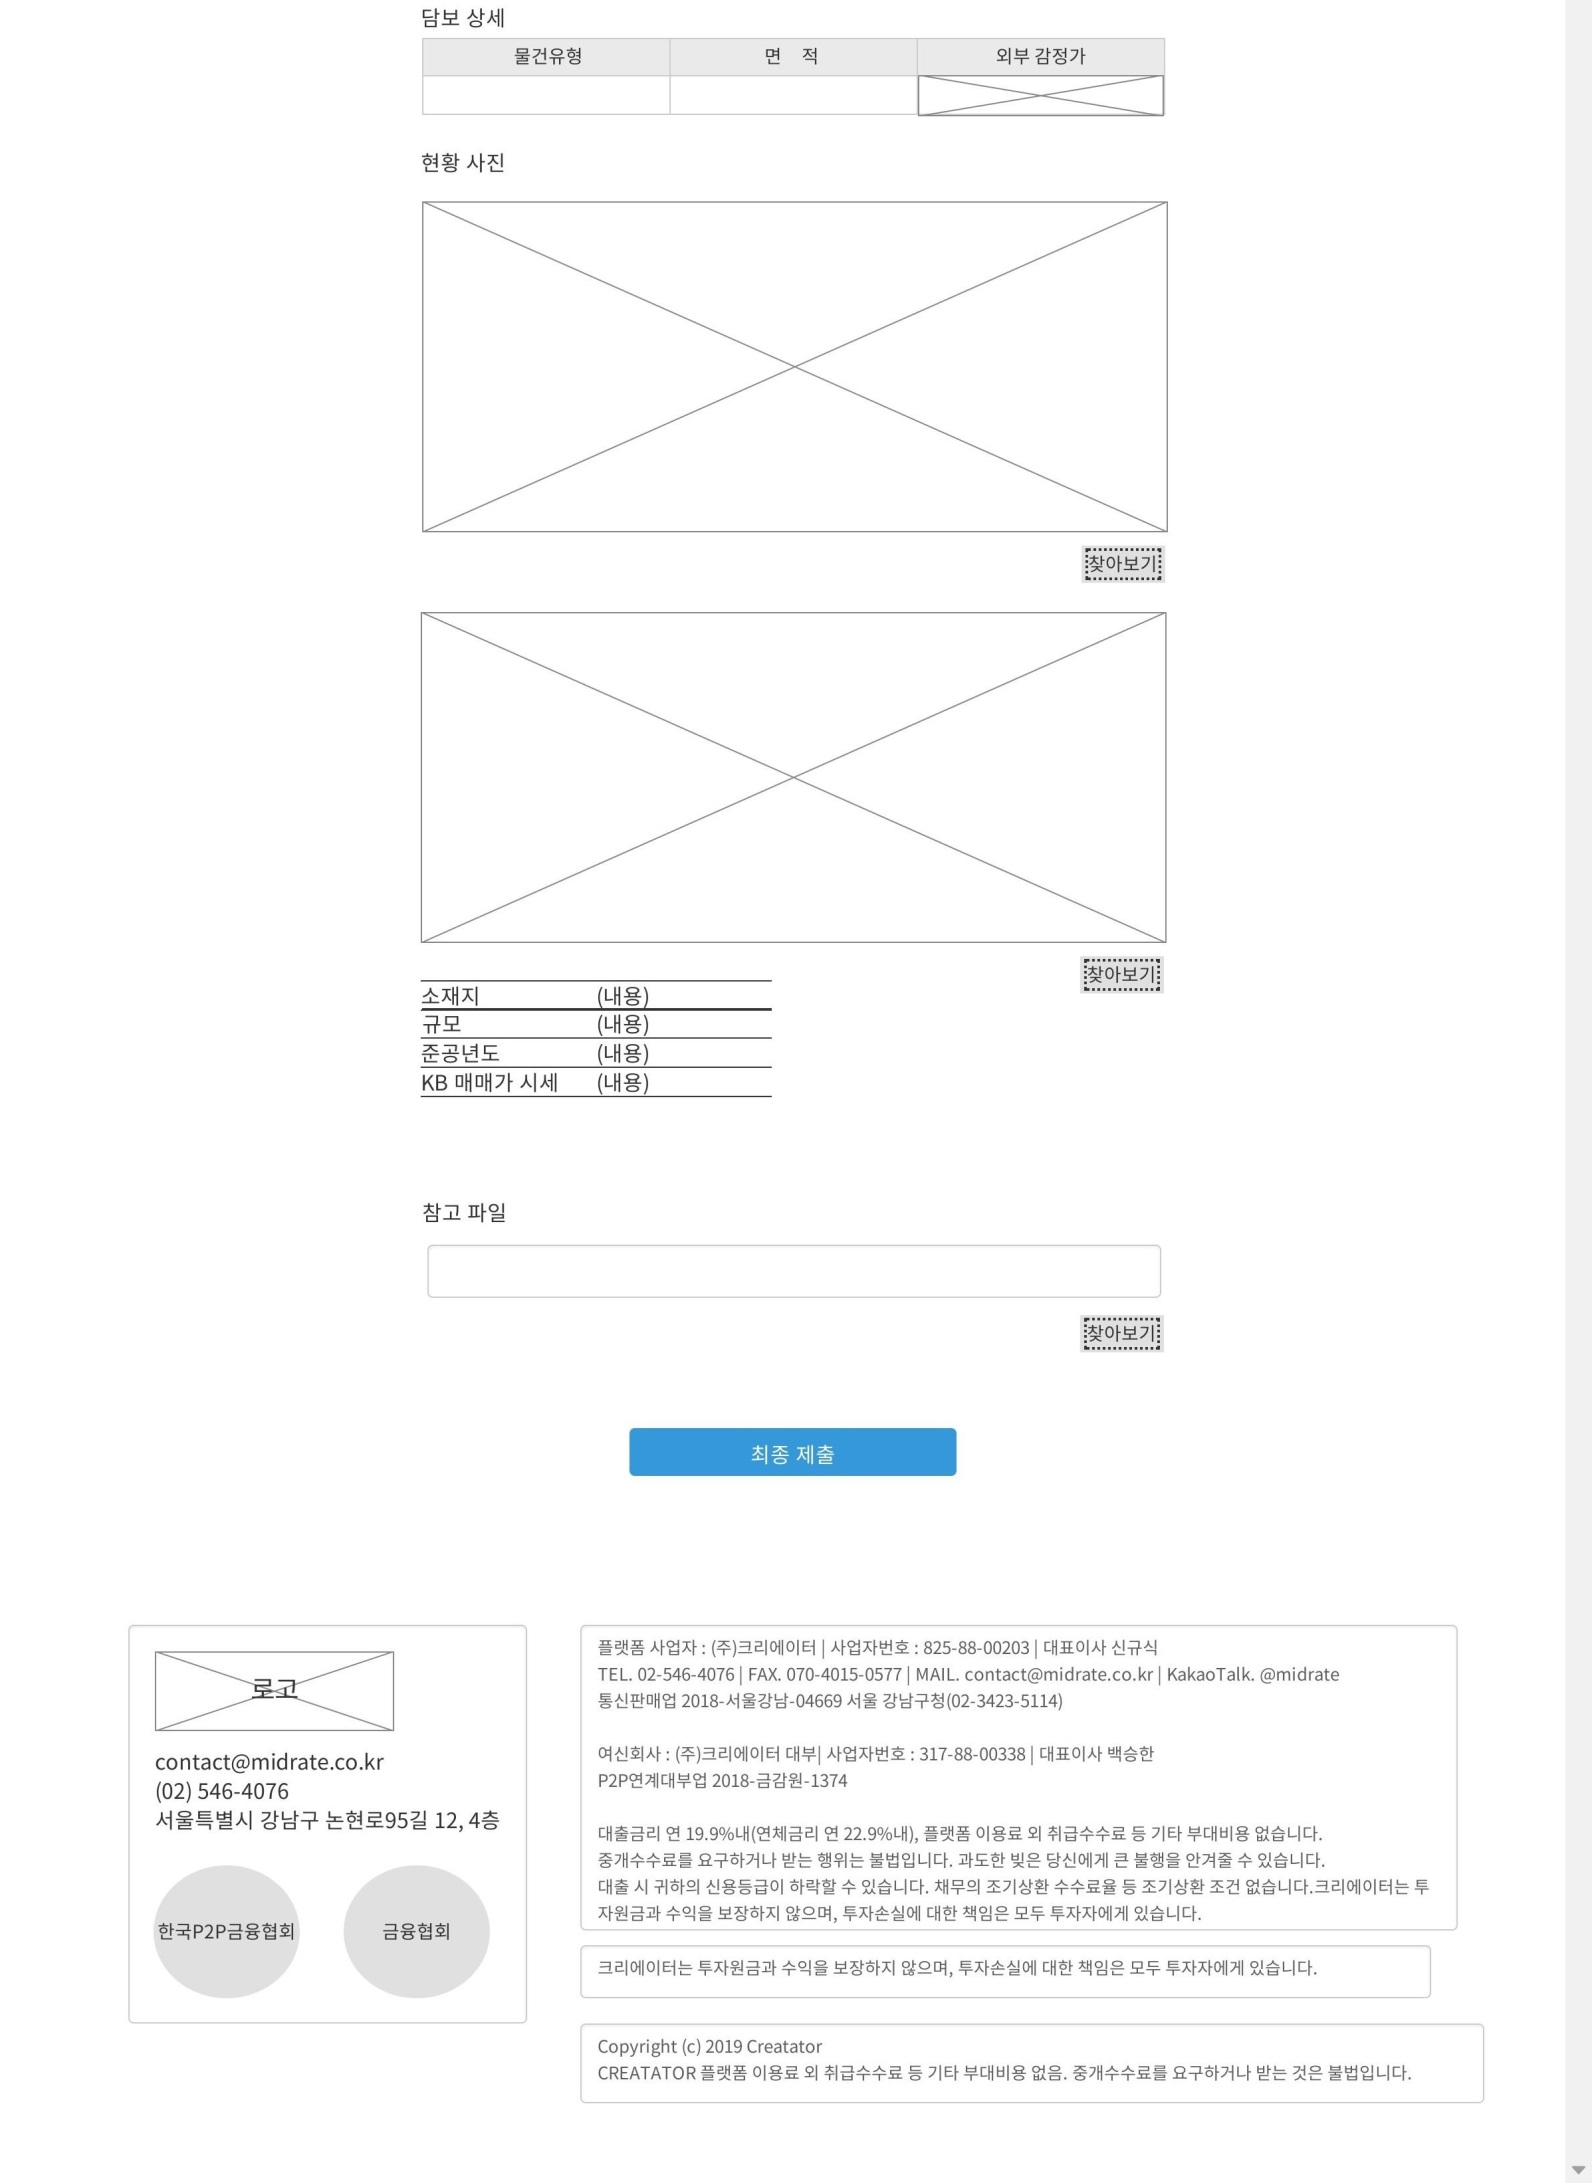 담보 상세
물건유형 면 적 외부 감정가
현황 사진
찾아보기
찾아보기
소재지 (내용)
규모 (내용)
준공년도 (내용)
KB 매매가 시세 (내용)
참고 파일
찾아보기
최종 제출
로고
contact@midrate.co.kr
(02) 546-4076
서울특별시 강남구 논현로95길 12, 4층
한국P2P금융협회
금융협회
플랫폼 사업자 : (주)크리에이터 | 사업자번호 : 825-88-00203 | 대표이사 신규식
TEL. 02-546-4076 | FAX. 070-4015-0577 | MAIL. contact@midrate.co.kr | KakaoTalk. @midrate
통신판매업 2018-서울강남-04669 서울 강남구청(02-3423-5114)
여신회사 : (주)크리에이터 대부| 사업자번호 : 317-88-00338 | 대표이사 백승한
P2P연계대부업 2018-금감원-1374
대출금리 연 19.9%내(연체금리 연 22.9%내), 플랫폼 이용료 외 취급수수료 등 기타 부대비용 없습니다.
중개수수료를 요구하거나 받는 행위는 불법입니다. 과도한 빚은 당신에게 큰 불행을 안겨줄 수 있습니다.
대출 시 귀하의 신용등급이 하락할 수 있습니다. 채무의 조기상환 수수료율 등 조기상환 조건 없습니다.크리에이터는 투
자원금과 수익을 보장하지 않으며, 투자손실에 대한 책임은 모두 투자자에게 있습니다.
크리에이터는 투자원금과 수익을 보장하지 않으며, 투자손실에 대한 책임은 모두 투자자에게 있습니다.
Copyright (c) 2019 Creatator
CREATATOR 플랫폼 이용료 외 취급수수료 등 기타 부대비용 없음. 중개수수료를 요구하거나 받는 것은 불법입니다.